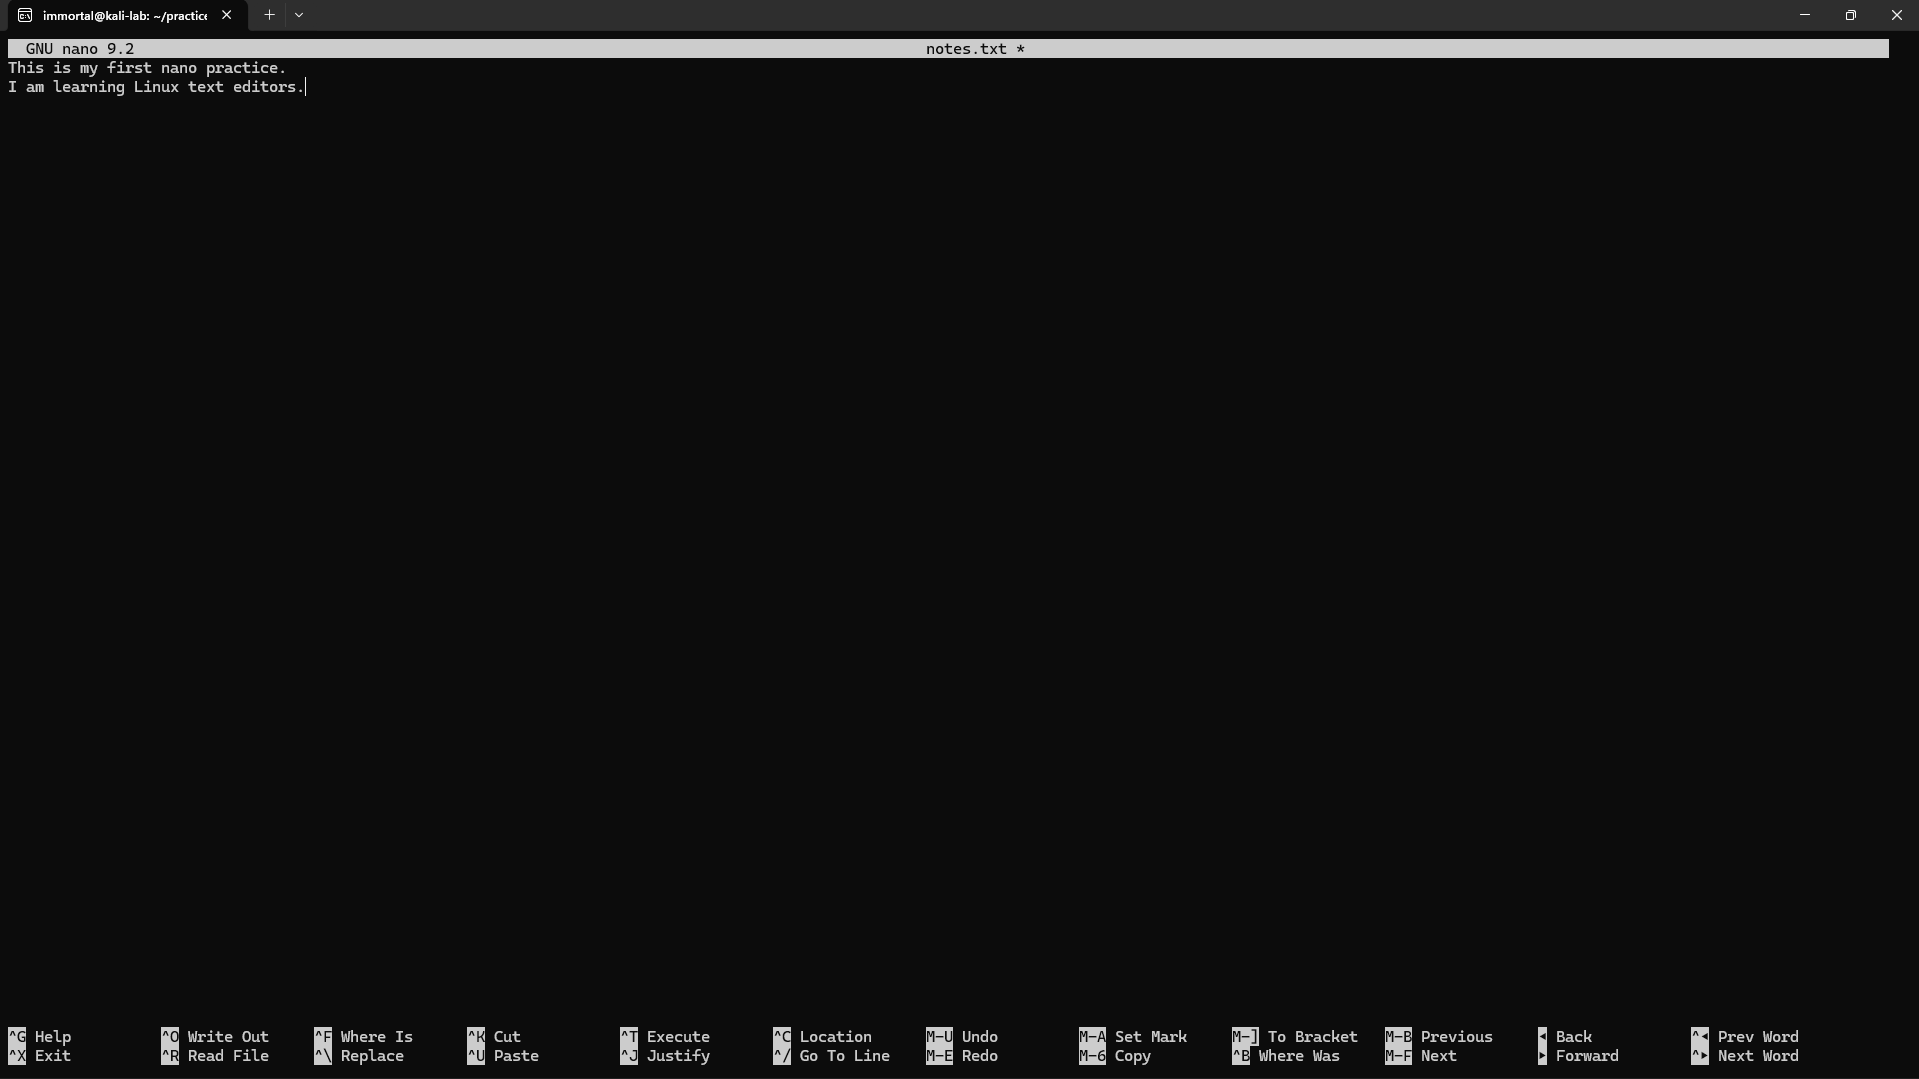 immortal@kali-lab: ~/practice
GNU nano 9.2 notes.txt *
This is my first nano practice.
I am learning Linux text editors.
^G Help ^O Write Out ^F Where Is ^K Cut ^T Execute ^C Location M-U Undo M-A Set Mark M-] To Bracket M-B Previous ◂ Back ^◂ Prev Word
^X Exit ^R Read File ^\ Replace ^U Paste ^J Justify ^/ Go To Line M-E Redo M-6 Copy ^B Where Was M-F Next ▸ Forward ^▸ Next Word